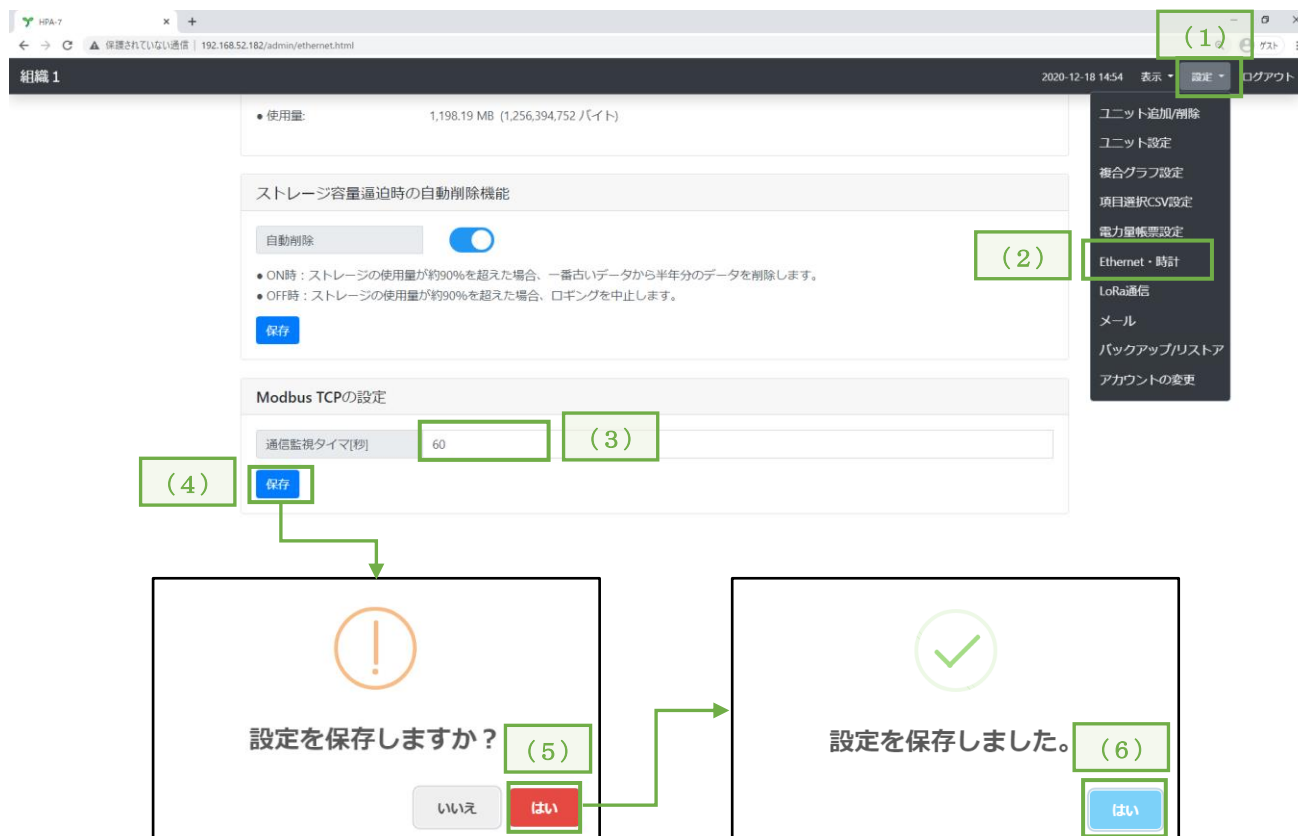 HPA-7
保護されていない通信 | 192.168.52.182/admin/ethernet.html
ゲスト
(1)
組織 1
2020-12-18 14:54 表示 設定 ログアウト
● 使用量: 1,198.19 MB (1,256,394,752 バイト)
ユニット追加/削除
ユニット設定
複合グラフ設定
項目選択CSV設定
電力量帳票設定
Ethernet・時計
LoRa通信
メール
バックアップ/リストア
アカウントの変更
(2)
ストレージ容量逼迫時の自動削除機能
自動削除
● ON時:ストレージの使用量が約90%を超えた場合、一番古いデータから半年分のデータを削除します。
● OFF時:ストレージの使用量が約90%を超えた場合、ロギングを中止します。
保存
Modbus TCPの設定
通信監視タイマ[秒] 60
(3)
(4)
保存
設定を保存しますか?
(5)
いいえ はい
設定を保存しました。
(6)
はい